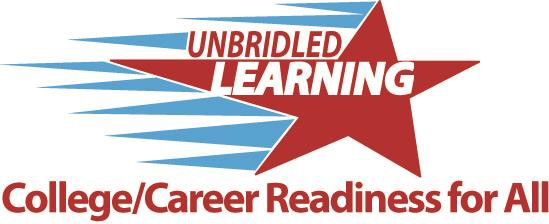 UNBRIDLED
LEARNING
College/Career Readiness for All